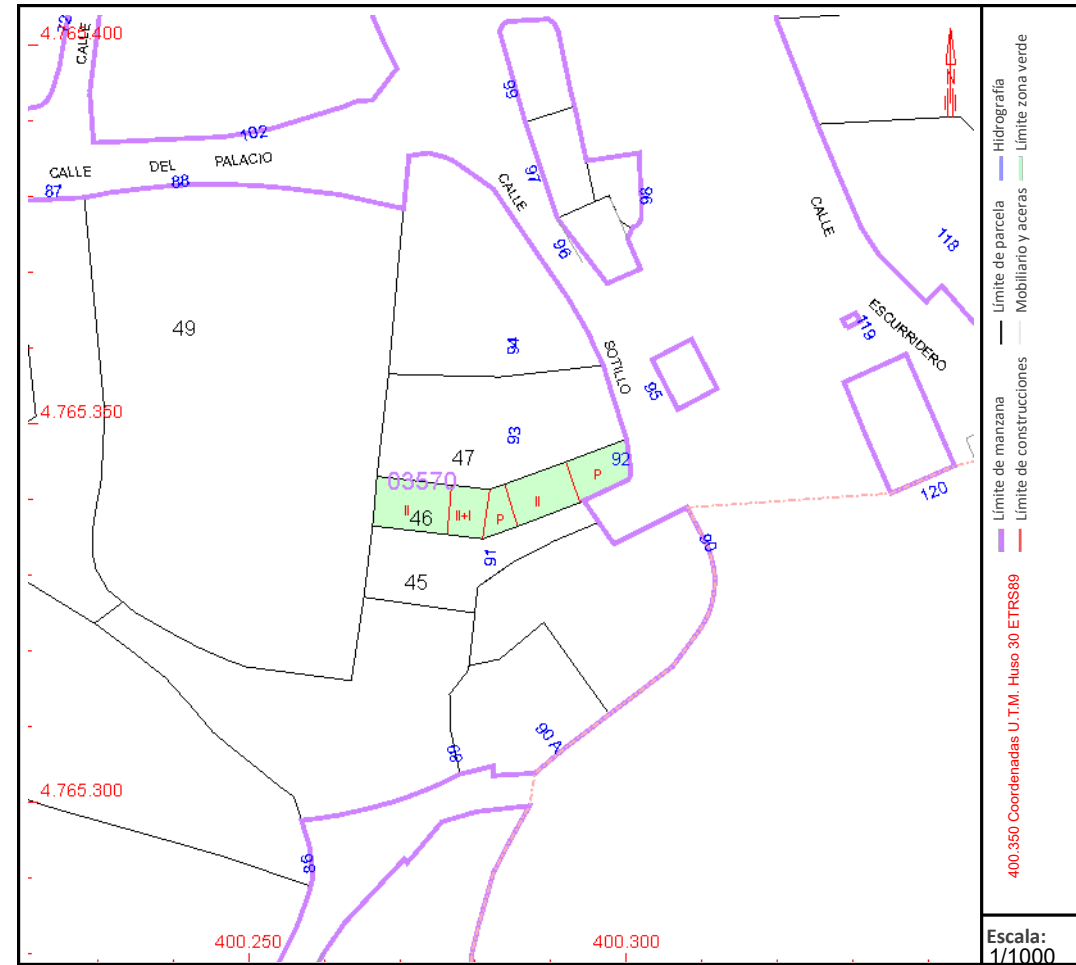 72
CALLE
4.765.400
99
102
CALLE DEL PALACIO
87
88
CALLE
97
98
96
CALLE
118
49
94
SOTILLO
119
ESCURRIDERO
95
4.765.350
93
47
92
03570
II
46
II+I
P
II
P
120
91
90
45
90 A
89
4.765.300
86
400.250
400.300
N
Hidrografía
Límite zona verde
Límite de parcela
Mobiliario y aceras
Límite de manzana
Límite de construcciones
400.350 Coordenadas U.T.M. Huso 30 ETRS89
Escala:
1/1000